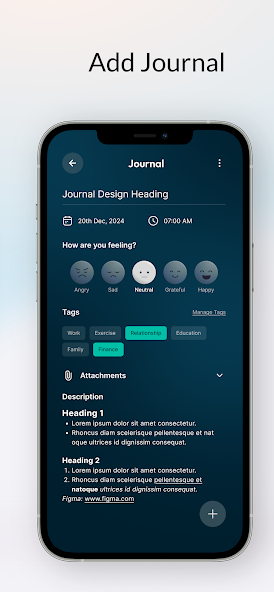 Add Journal
Journal
Journal Design Heading
20th Dec, 2024 07:00 AM
How are you feeling?
Angry Sad Neutral Grateful Happy
Tags Manage Tags
Work Exercise Relationship Education
Family Finance
Attachments
Description
Heading 1
• Lorem ipsum dolor sit amet consectetur.
• Rhoncus diam scelerisque pellentesque et nat
oque ultrices id dignissim consequat.
Heading 2
1. Lorem ipsum dolor sit amet consectetur.
2. Rhoncus diam scelerisque pellentesque et
natoque ultrices id dignissim consequat.
Figma: www.figma.com